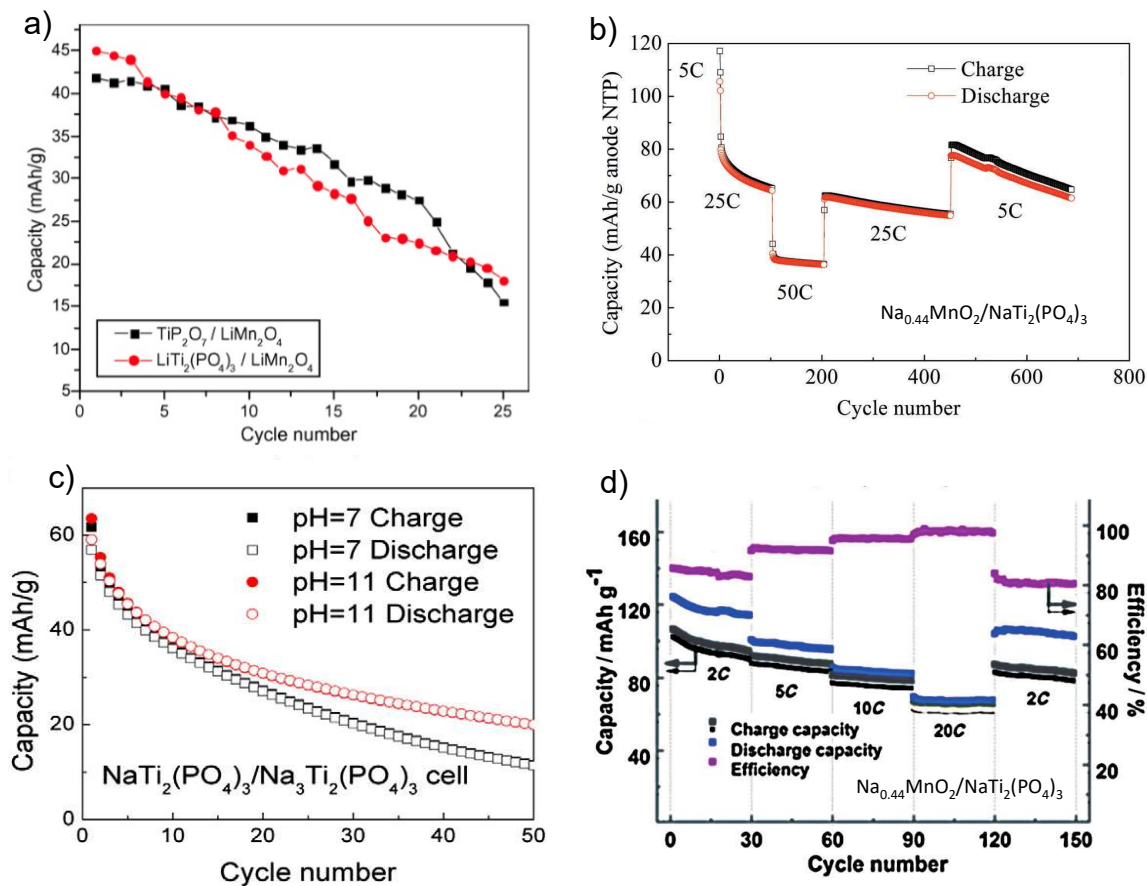 a)
Capacity (mAh/g)
45
40
35
30
25
20
15
10
5
TiP₂O₇ / LiMn₂O₄
LiTi₂(PO₄)₃ / LiMn₂O₄
0 5 10 15 20 25
Cycle number
b)
Capacity (mAh/g anode NTP)
120
100
80
60
40
20
0
5C
Charge
Discharge
25C
50C
25C
5C
Na₀.₄₄MnO₂/NaTi₂(PO₄)₃
0 200 400 600 800
Cycle number
c)
Capacity (mAh/g)
60
40
20
0
pH=7 Charge
pH=7 Discharge
pH=11 Charge
pH=11 Discharge
NaTi₂(PO₄)₃/Na₃Ti₂(PO₄)₃ cell
0 10 20 30 40 50
Cycle number
d)
Capacity / mAh g⁻¹
160
120
80
40
2C
5C
10C
20C
2C
Charge capacity
Discharge capacity
Efficiency
Na₀.₄₄MnO₂/NaTi₂(PO₄)₃
100
80
60
40
20
Efficiency / %
0 30 60 90 120 150
Cycle number